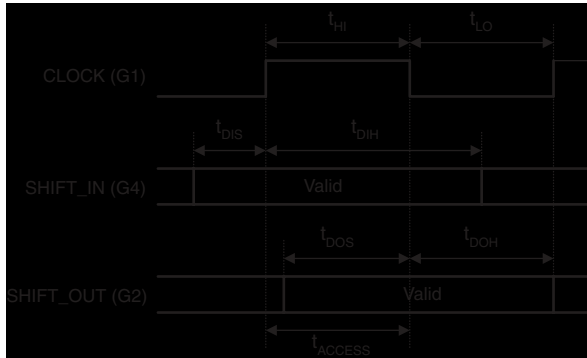 tHI tLO
CLOCK (G1)
tDIS tDIH
SHIFT_IN (G4) Valid
tDOS tDOH
SHIFT_OUT (G2) Valid
tACCESS